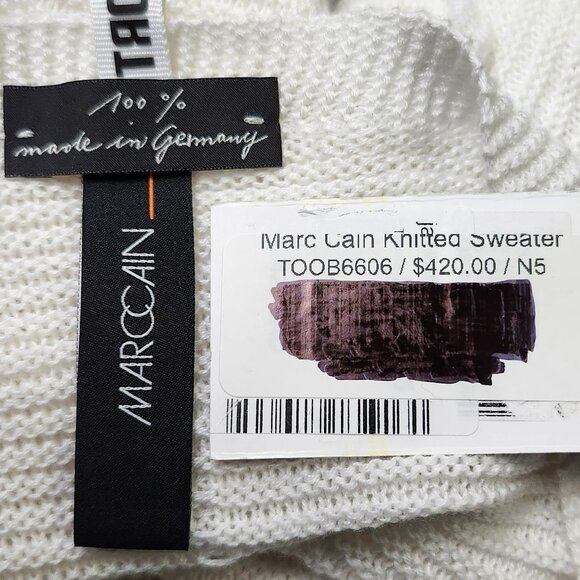 100 %
made in Germany
MARCCAIN
Marc Cain Knitted Sweater
TOOB6606 / $420.00 / N5